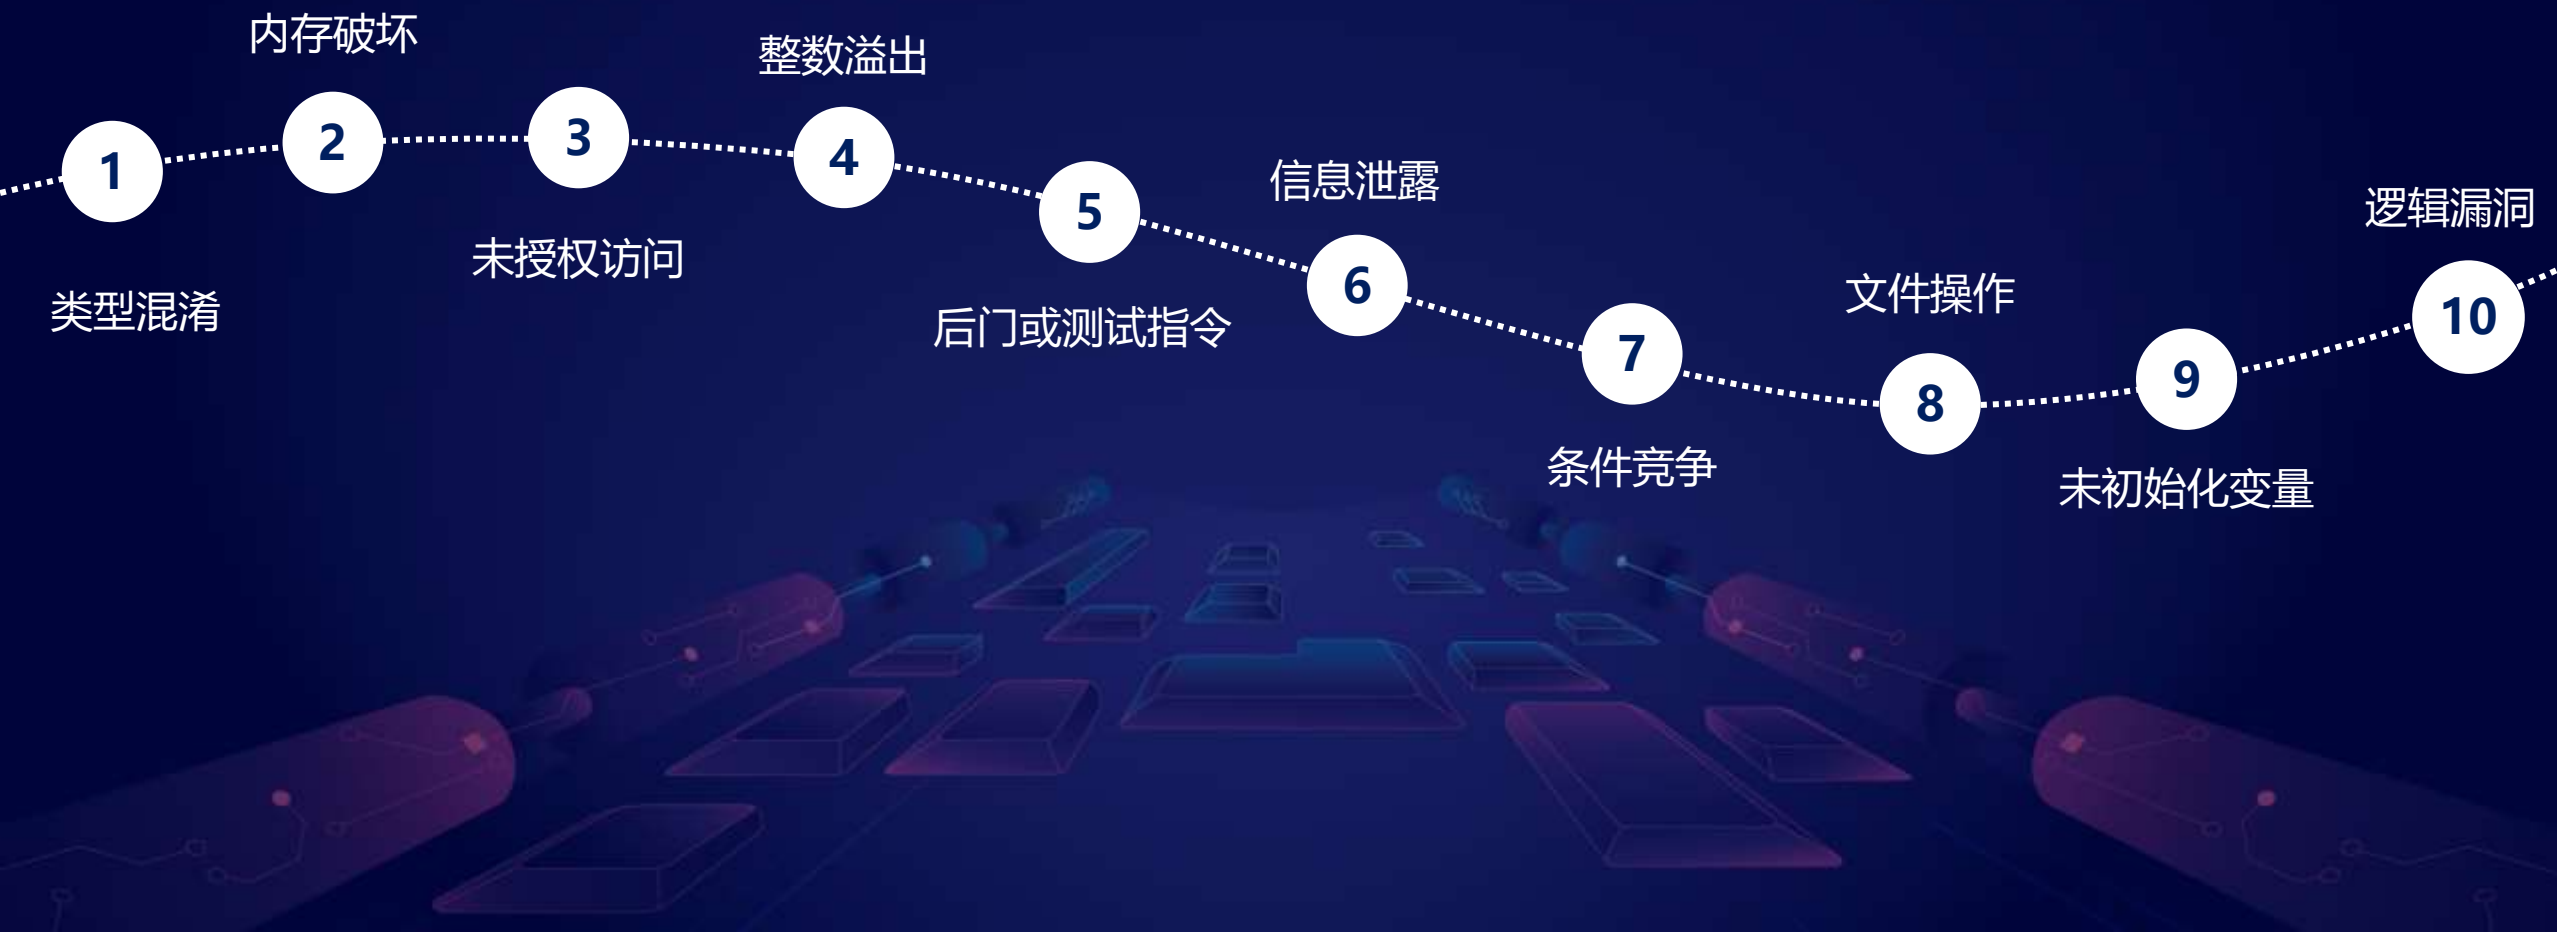 1
类型混淆
2
内存破坏
3
未授权访问
4
整数溢出
5
后门或测试指令
6
信息泄露
7
条件竞争
8
文件操作
9
未初始化变量
10
逻辑漏洞